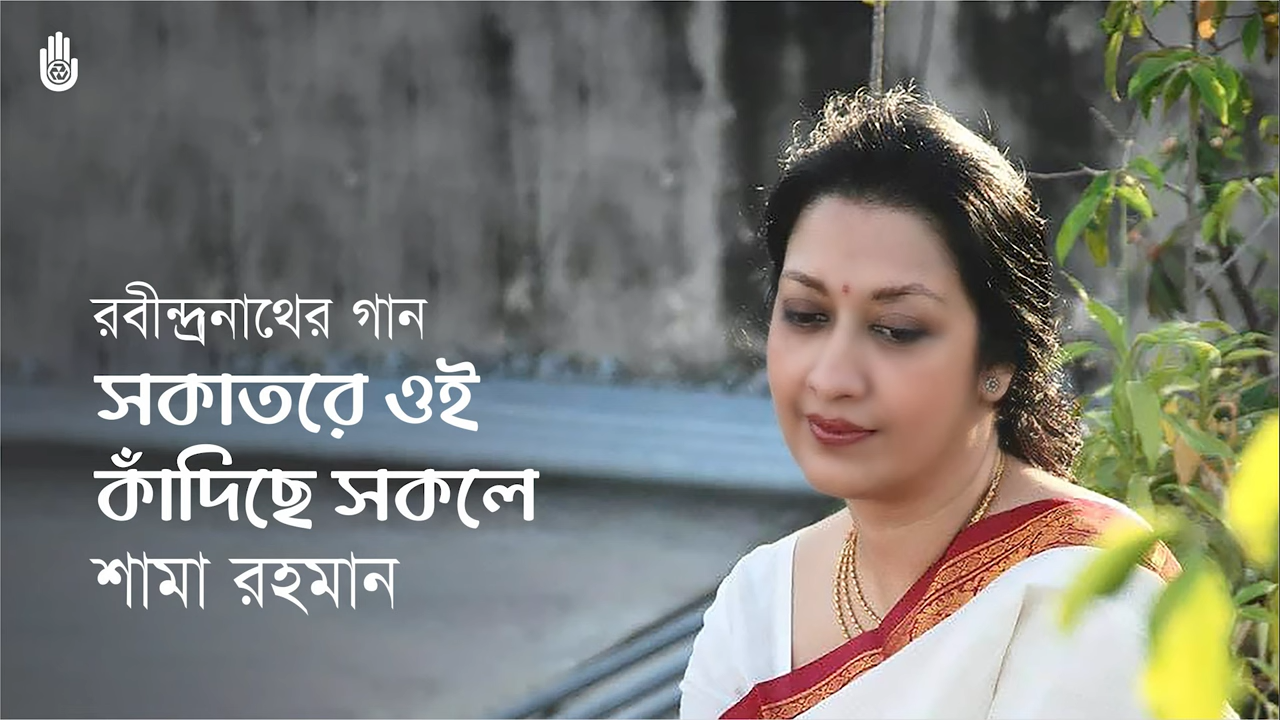 রবীন্দ্রনাথের গান
সকাতরে ওই
কাঁদিছে সকলে
শামা রহমান